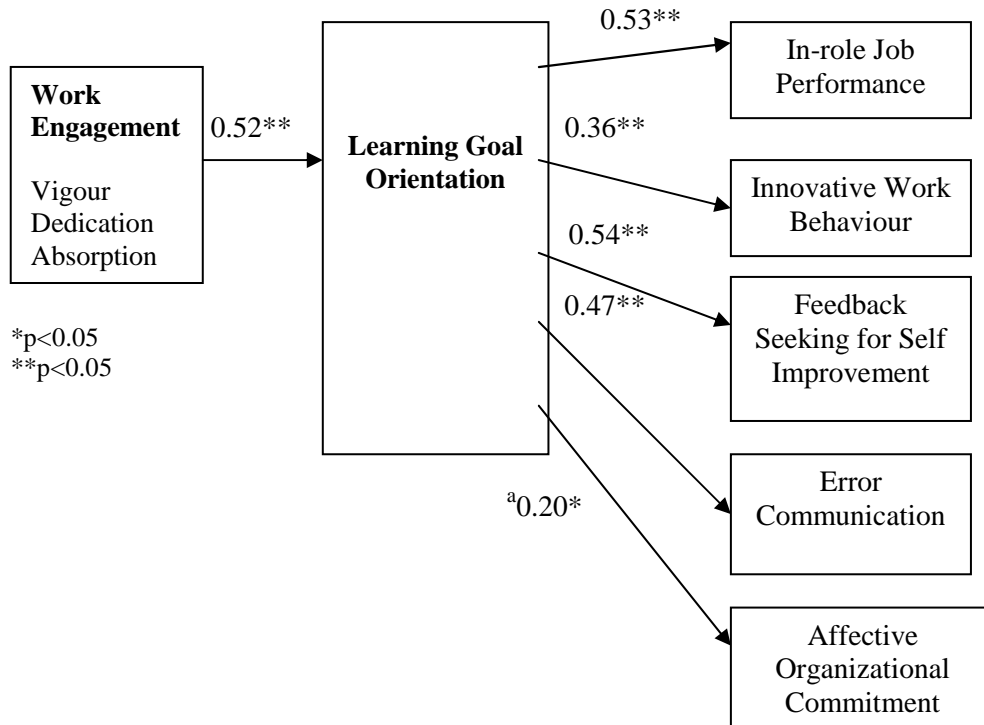 Work
Engagement
Vigour
Dedication
Absorption
*p<0.05
**p<0.05
0.52**
Learning Goal
Orientation
0.53**
0.36**
0.54**
0.47**
a0.20*
In-role Job
Performance
Innovative Work
Behaviour
Feedback
Seeking for Self
Improvement
Error
Communication
Affective
Organizational
Commitment